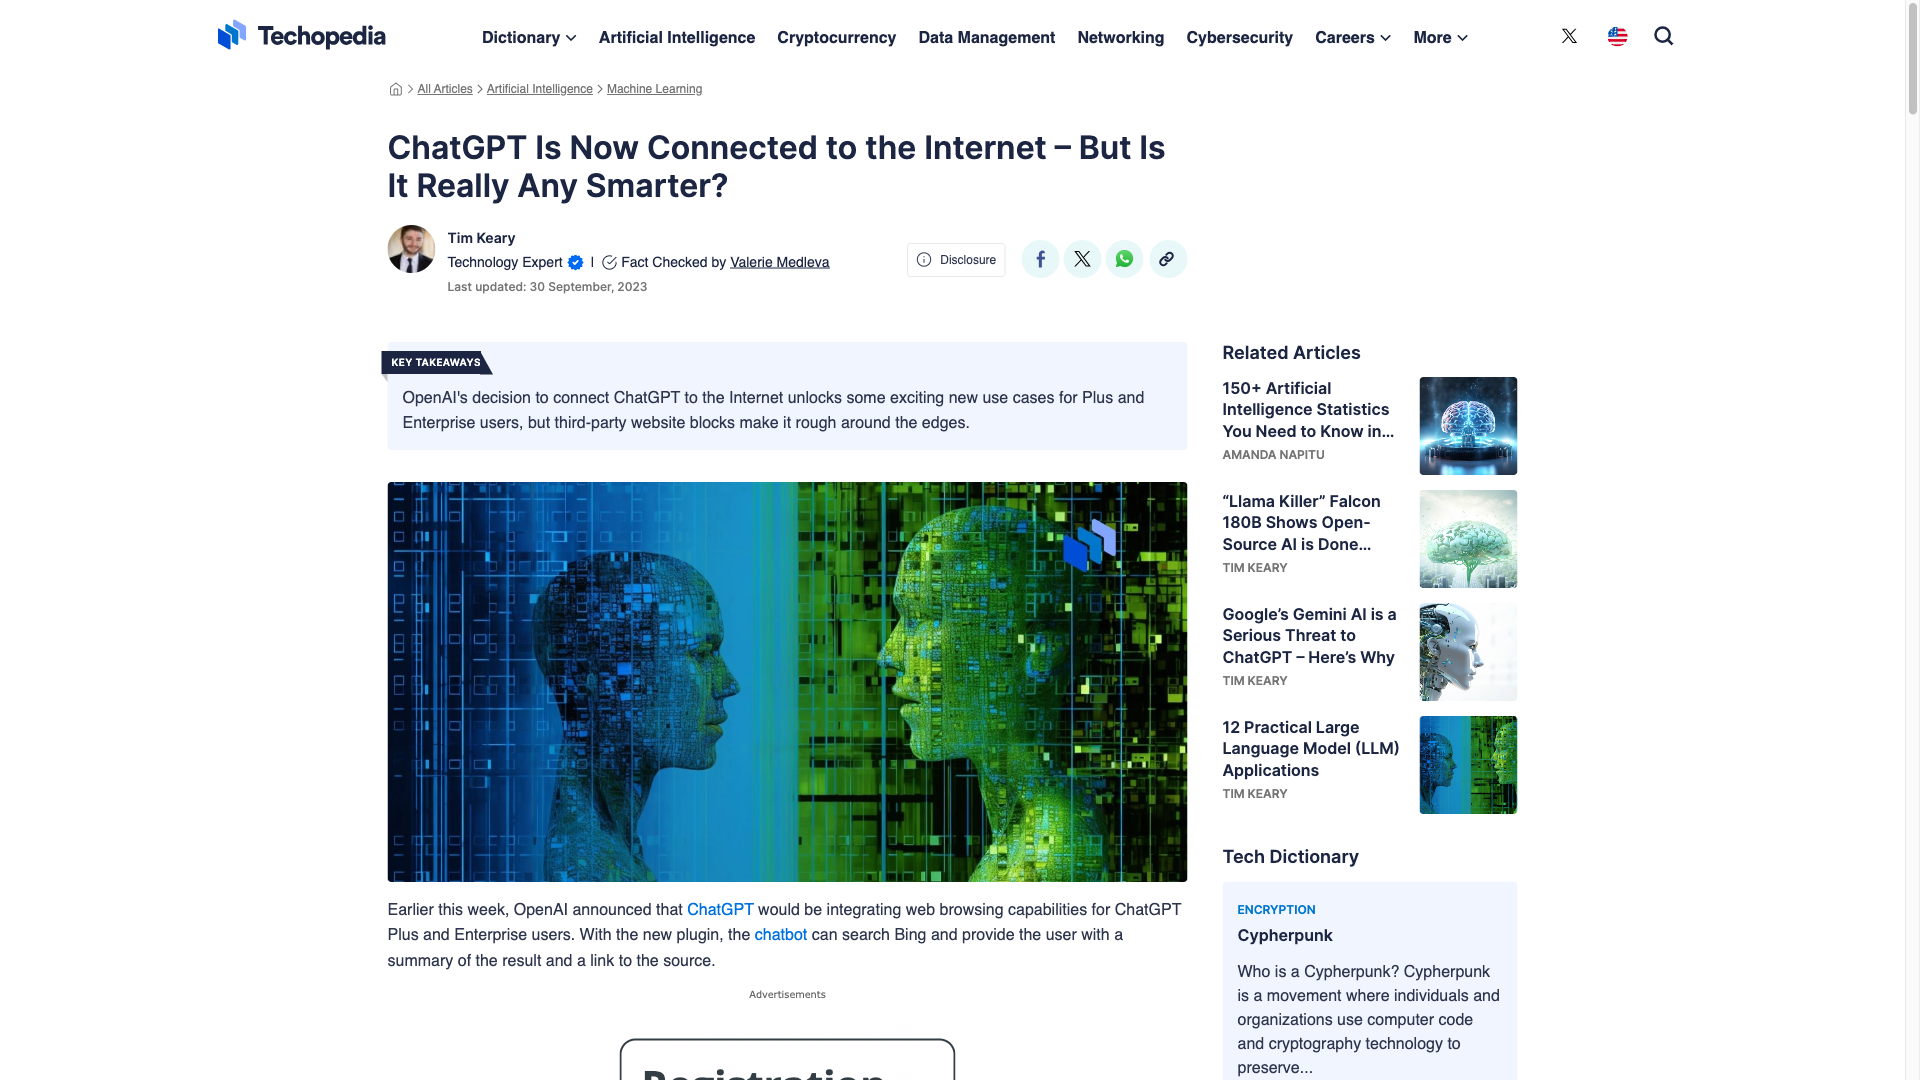 Techopedia
Dictionary Artificial Intelligence Cryptocurrency Data Management Networking Cybersecurity Careers More
All Articles > Artificial Intelligence > Machine Learning
ChatGPT Is Now Connected to the Internet – But Is
It Really Any Smarter?
Tim Keary
Technology Expert | Fact Checked by Valerie Medleva
Last updated: 30 September, 2023
Disclosure
KEY TAKEAWAYS
OpenAI's decision to connect ChatGPT to the Internet unlocks some exciting new use cases for Plus and
Enterprise users, but third-party website blocks make it rough around the edges.
Earlier this week, OpenAI announced that ChatGPT would be integrating web browsing capabilities for ChatGPT
Plus and Enterprise users. With the new plugin, the chatbot can search Bing and provide the user with a
summary of the result and a link to the source.
Advertisements
Registration
Related Articles
150+ Artificial
Intelligence Statistics
You Need to Know in...
AMANDA NAPITU
“Llama Killer” Falcon
180B Shows Open-
Source AI is Done...
TIM KEARY
Google’s Gemini AI is a
Serious Threat to
ChatGPT – Here’s Why
TIM KEARY
12 Practical Large
Language Model (LLM)
Applications
TIM KEARY
Tech Dictionary
ENCRYPTION
Cypherpunk
Who is a Cypherpunk? Cypherpunk
is a movement where individuals and
organizations use computer code
and cryptography technology to
preserve...